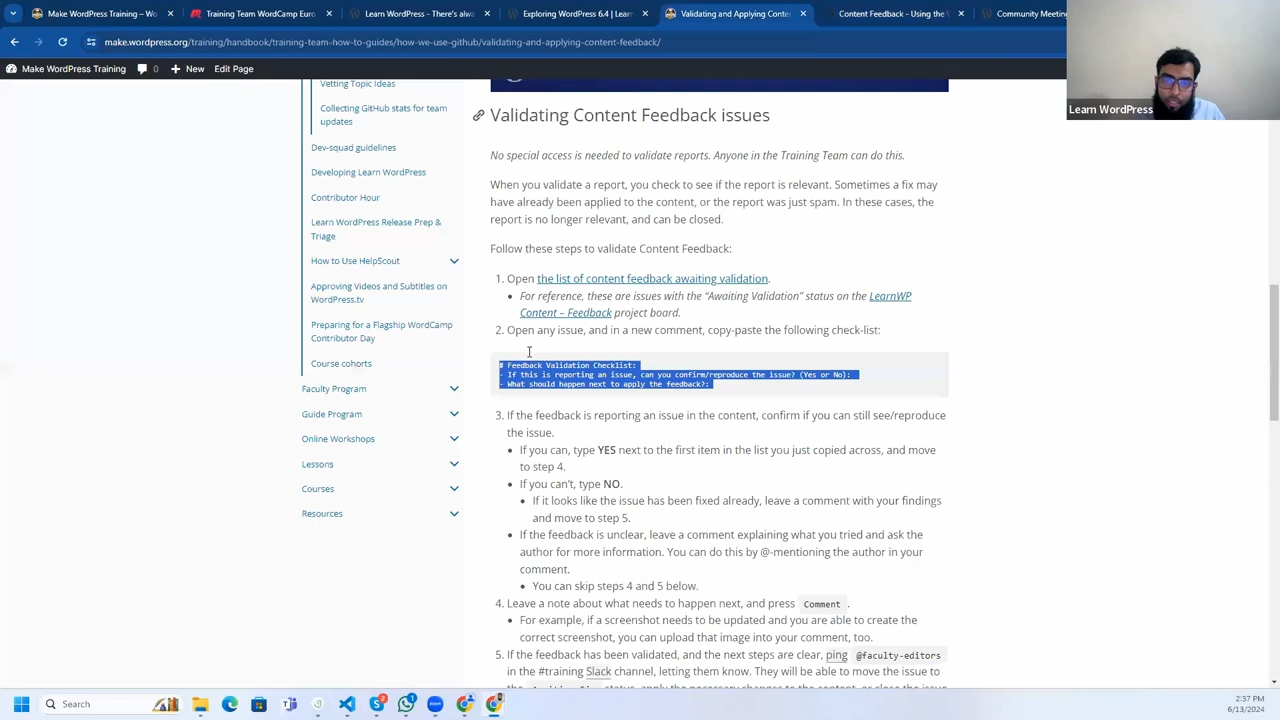 Make WordPress Training – Wo
Training Team WordCamp Euro
Learn WordPress – There's alwa
Exploring WordPress 6.4 | Learn
Validating and Applying Conten
Content Feedback - Using the
Community Meeting
make.wordpress.org/training/handbook/training-team-how-to-guides/how-we-use-github/validating-and-applying-content-feedback/
Make WordPress Training 0 New Edit Page
Learn WordPress
Vetting Topic Ideas
Collecting GitHub stats for team
updates
Dev-squad guidelines
Developing Learn WordPress
Contributor Hour
Learn WordPress Release Prep &
Triage
How to Use HelpScout
Approving Videos and Subtitles on
WordPress.tv
Preparing for a Flagship WordCamp
Contributor Day
Course cohorts
Faculty Program
Guide Program
Online Workshops
Lessons
Courses
Resources
Validating Content Feedback issues
No special access is needed to validate reports. Anyone in the Training Team can do this.
When you validate a report, you check to see if the report is relevant. Sometimes a fix may
have already been applied to the content, or the report was just spam. In these cases, the
report is no longer relevant, and can be closed.
Follow these steps to validate Content Feedback:
1. Open the list of content feedback awaiting validation.
For reference, these are issues with the “Awaiting Validation” status on the LearnWP
Content – Feedback project board.
2. Open any issue, and in a new comment, copy-paste the following check-list:
# Feedback Validation Checklist:
- If this is reporting an issue, can you confirm/reproduce the issue? (Yes or No):
- What should happen next to apply the feedback?:
3. If the feedback is reporting an issue in the content, confirm if you can still see/reproduce
the issue.
If you can, type YES next to the first item in the list you just copied across, and move
to step 4.
If you can't, type NO.
If it looks like the issue has been fixed already, leave a comment with your findings
and move to step 5.
If the feedback is unclear, leave a comment explaining what you tried and ask the
author for more information. You can do this by @-mentioning the author in your
comment.
You can skip steps 4 and 5 below.
4. Leave a note about what needs to happen next, and press Comment .
For example, if a screenshot needs to be updated and you are able to create the
correct screenshot, you can upload that image into your comment, too.
5. If the feedback has been validated, and the next steps are clear, ping @faculty-editors
in the #training Slack channel, letting them know. They will be able to move the issue to
Search
2:37 PM
6/13/2024